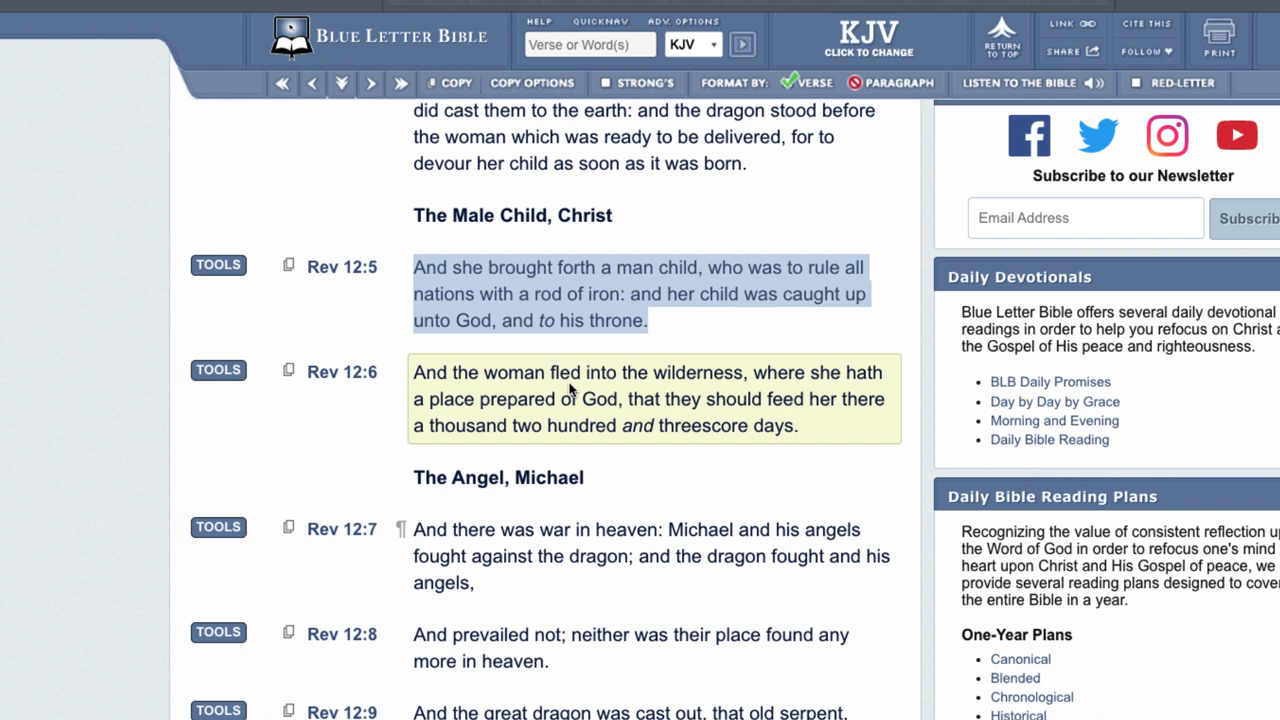 BLUE LETTER BIBLE
HELP QUICKNAV ADV. OPTIONS
Verse or Word(s)
KJV
KJV
CLICK TO CHANGE
RETURN
TO TOP
LINK
SHARE
CITE THIS
FOLLOW
PRINT
COPY COPY OPTIONS STRONG'S FORMAT BY: VERSE PARAGRAPH LISTEN TO THE BIBLE RED-LETTER
did cast them to the earth: and the dragon stood before
the woman which was ready to be delivered, for to
devour her child as soon as it was born.
The Male Child, Christ
TOOLS Rev 12:5 And she brought forth a man child, who was to rule all
nations with a rod of iron: and her child was caught up
unto God, and to his throne.
TOOLS Rev 12:6 And the woman fled into the wilderness, where she hath
a place prepared of God, that they should feed her there
a thousand two hundred and threescore days.
The Angel, Michael
TOOLS Rev 12:7 ¶ And there was war in heaven: Michael and his angels
fought against the dragon; and the dragon fought and his
angels,
TOOLS Rev 12:8 And prevailed not; neither was their place found any
more in heaven.
TOOLS Rev 12:9 And the great dragon was cast out, that old serpent,
Subscribe to our Newsletter
Email Address
Subscrib
Daily Devotionals
Blue Letter Bible offers several daily devotional
readings in order to help you refocus on Christ
the Gospel of His peace and righteousness.
BLB Daily Promises
Day by Day by Grace
Morning and Evening
Daily Bible Reading
Daily Bible Reading Plans
Recognizing the value of consistent reflection
the Word of God in order to refocus one's mind
heart upon Christ and His Gospel of peace, we
provide several reading plans designed to cove
the entire Bible in a year.
One-Year Plans
Canonical
Blended
Chronological
Historical